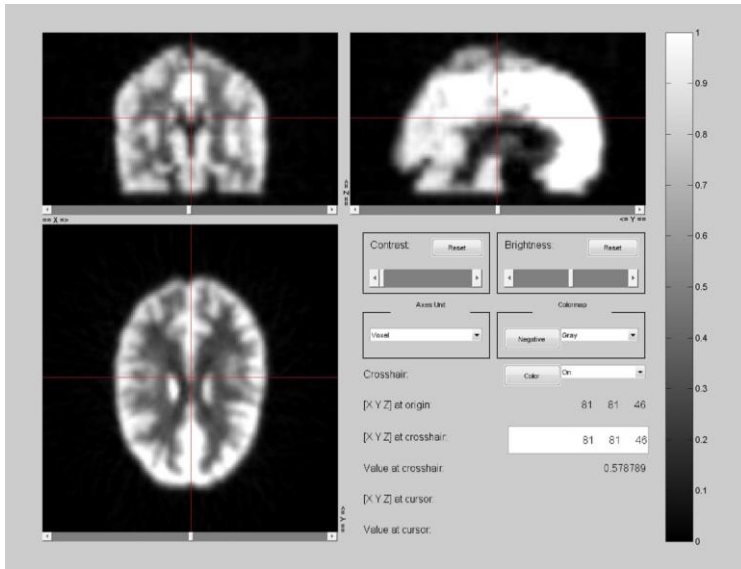 1
0.9
0.8
0.7
0.6
0.5
0.4
0.3
0.2
0.1
0
== X =>
== Z =>
<= Y ==
== Y =>
Contrast: Reset
Brightness: Reset
Axes Unit
Voxel
Colormap
Negative Gray
Crosshair: Color On
[X Y Z] at origin: 81 81 46
[X Y Z] at crosshair: 81 81 46
Value at crosshair: 0.578789
[X Y Z] at cursor:
Value at cursor: